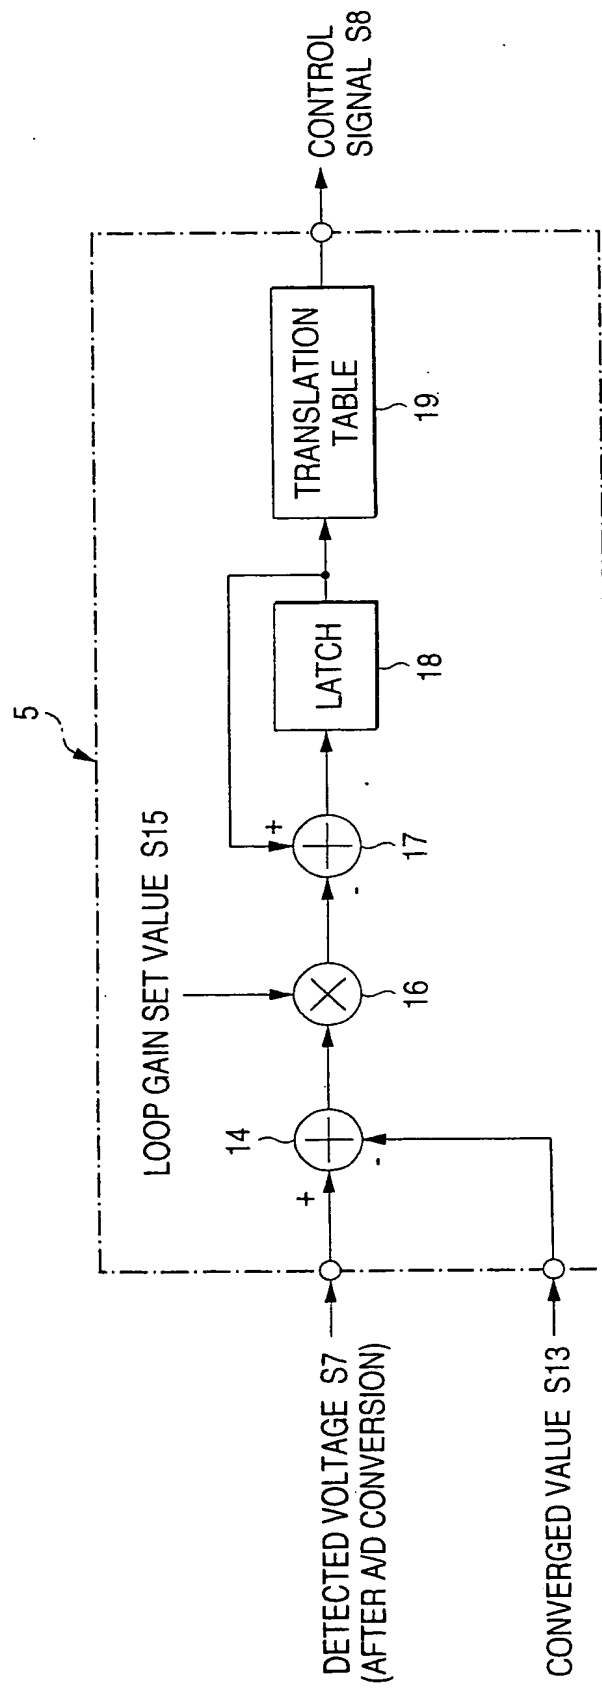 5
LOOP GAIN SET VALUE S15
DETECTED VOLTAGE S7
(AFTER A/D CONVERSION)
+
-
14
16
-
+
17
LATCH
18
TRANSLATION
TABLE
19
CONTROL
SIGNAL S8
CONVERGED VALUE S13